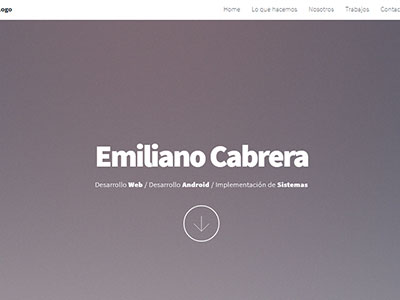 ogo Home Lo que hacemos Nosotros Trabajos Contac
Emiliano Cabrera
Desarrollo Web / Desarrollo Android / Implementación de Sistemas